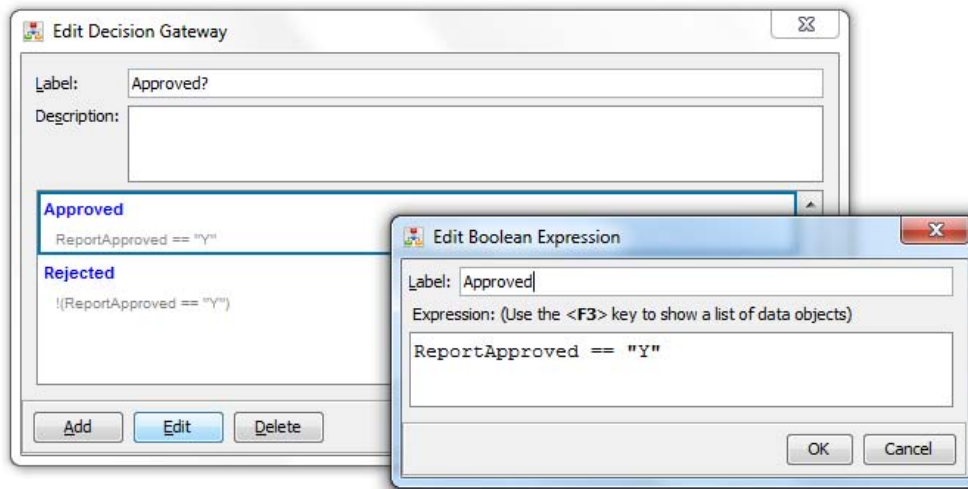 Edit Decision Gateway
Label: Approved?
Description:
Approved
ReportApproved == "Y"
Rejected
!(ReportApproved == "Y")
Add Edit Delete
Edit Boolean Expression
Label: Approved
Expression: (Use the <F3> key to show a list of data objects)
ReportApproved == "Y"
OK Cancel